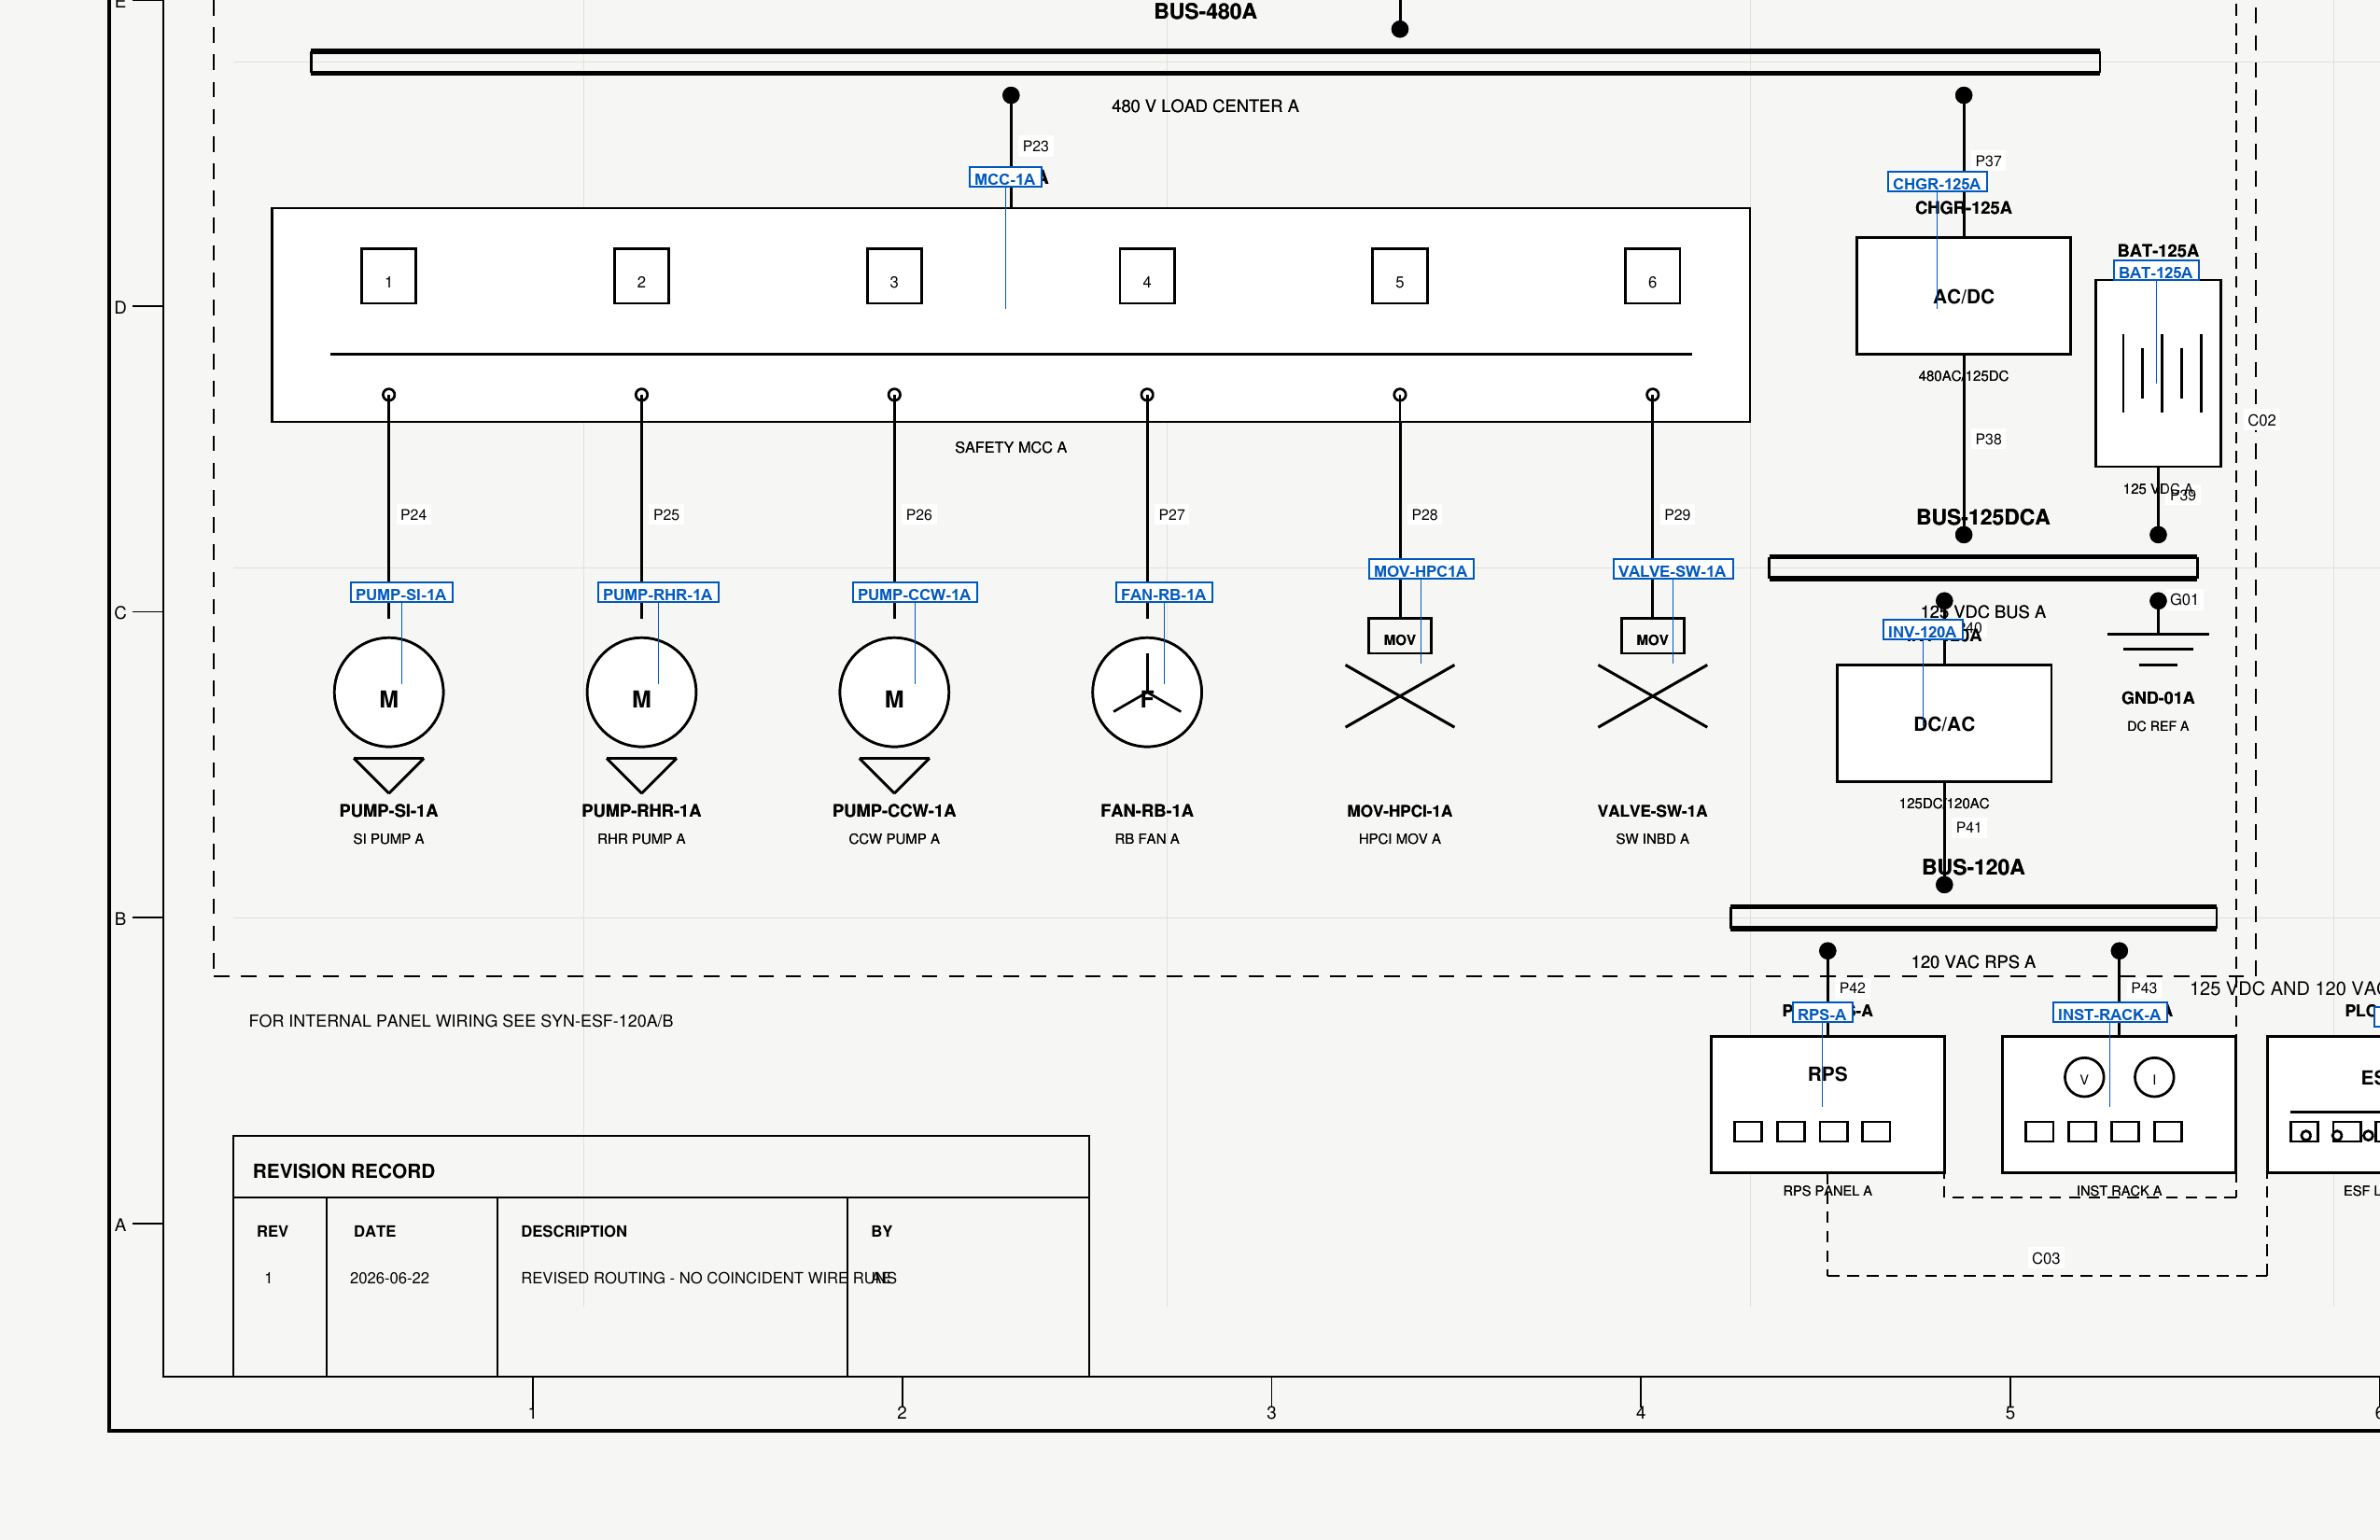 E
BUS-480A
480 V LOAD CENTER A
P23
MCC-1A
P37
CHGR-125A
CHGR-125A
BAT-125A
BAT-125A
1 2 3 4 5 6
AC/DC
D
480AC/125DC
C02
SAFETY MCC A
P38
125 VDC A
P39
P24 P25 P26 P27 P28 P29
BUS-125DCA
MOV-HPC1A
VALVE-SW-1A
PUMP-SI-1A
PUMP-RHR-1A
PUMP-CCW-1A
FAN-RB-1A
G01
C
125 VDC BUS A
INV-120A
MOV
MOV
M M M F
GND-01A
DC/AC
DC REF A
125DC/120AC
PUMP-SI-1A
PUMP-RHR-1A
PUMP-CCW-1A
FAN-RB-1A
MOV-HPCI-1A
VALVE-SW-1A
SI PUMP A
RHR PUMP A
CCW PUMP A
RB FAN A
HPCI MOV A
SW INBD A
P41
BUS-120A
B
120 VAC RPS A
P42
P43
125 VDC AND 120 VAC
FOR INTERNAL PANEL WIRING SEE SYN-ESF-120A/B
RPS-A
INST-RACK-A
RPS
V I
RPS PANEL A
INST RACK A
REVISION RECORD
A
REV DATE DESCRIPTION BY
C03
1 2026-06-22 REVISED ROUTING - NO COINCIDENT WIRE RUNS
1 2 3 4 5